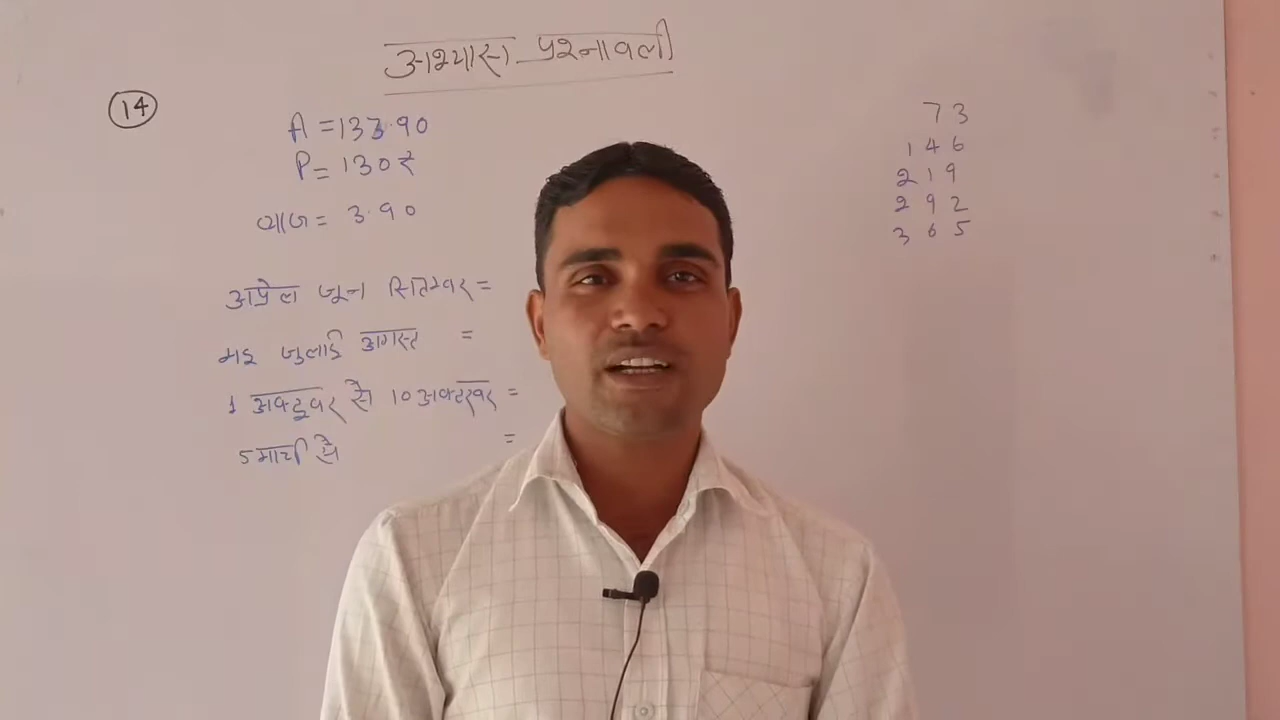 अभ्यास प्रश्नावली
14
A = 133.90
P = 130₹
ब्याज = 3.90
अप्रैल जून सितम्बर =
मइ जुलाई अगस्त =
1 अक्टूबर से 10 अक्टूबर =
5 मार्च से =
73
146
219
292
365